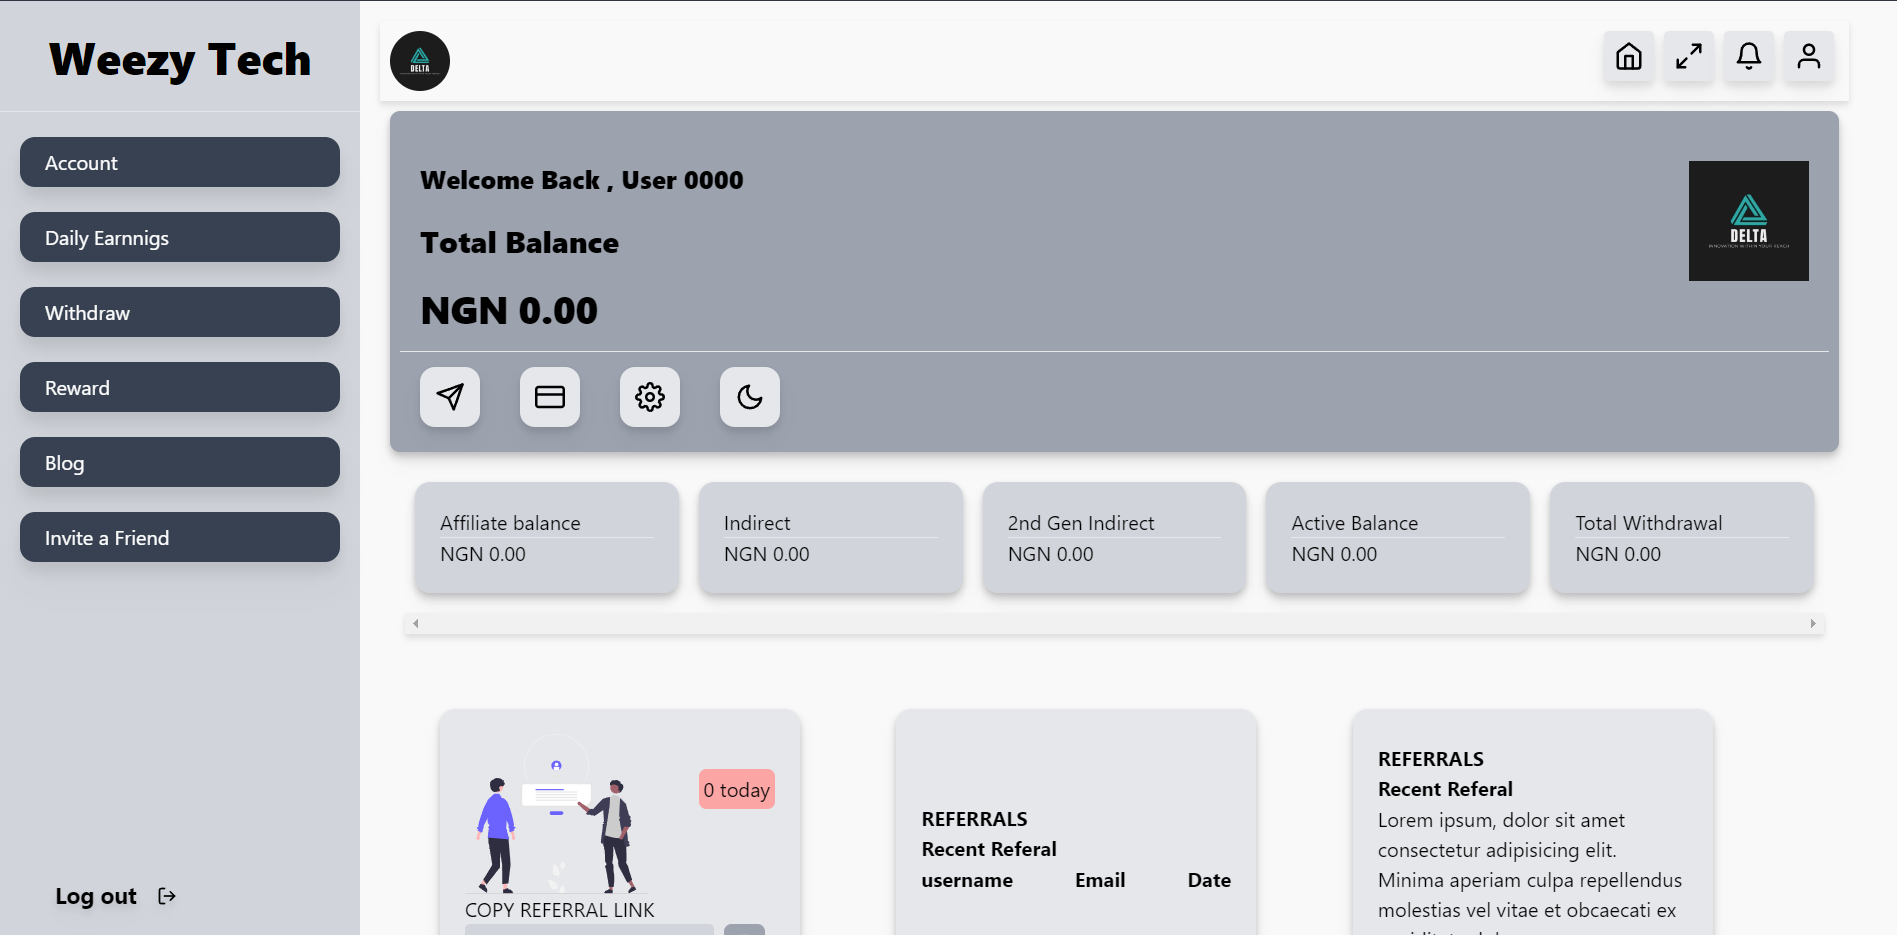 Weezy Tech
Account
Daily Earnnigs
Withdraw
Reward
Blog
Invite a Friend
Log out
DELTA
Welcome Back , User 0000
Total Balance
NGN 0.00
DELTA
INNOVATION WITHIN YOUR REACH
Affiliate balance
NGN 0.00
Indirect
NGN 0.00
2nd Gen Indirect
NGN 0.00
Active Balance
NGN 0.00
Total Withdrawal
NGN 0.00
0 today
COPY REFERRAL LINK
REFERRALS
Recent Referal
username Email Date
REFERRALS
Recent Referal
Lorem ipsum, dolor sit amet
consectetur adipisicing elit.
Minima aperiam culpa repellendus
molestias vel vitae et obcaecati ex